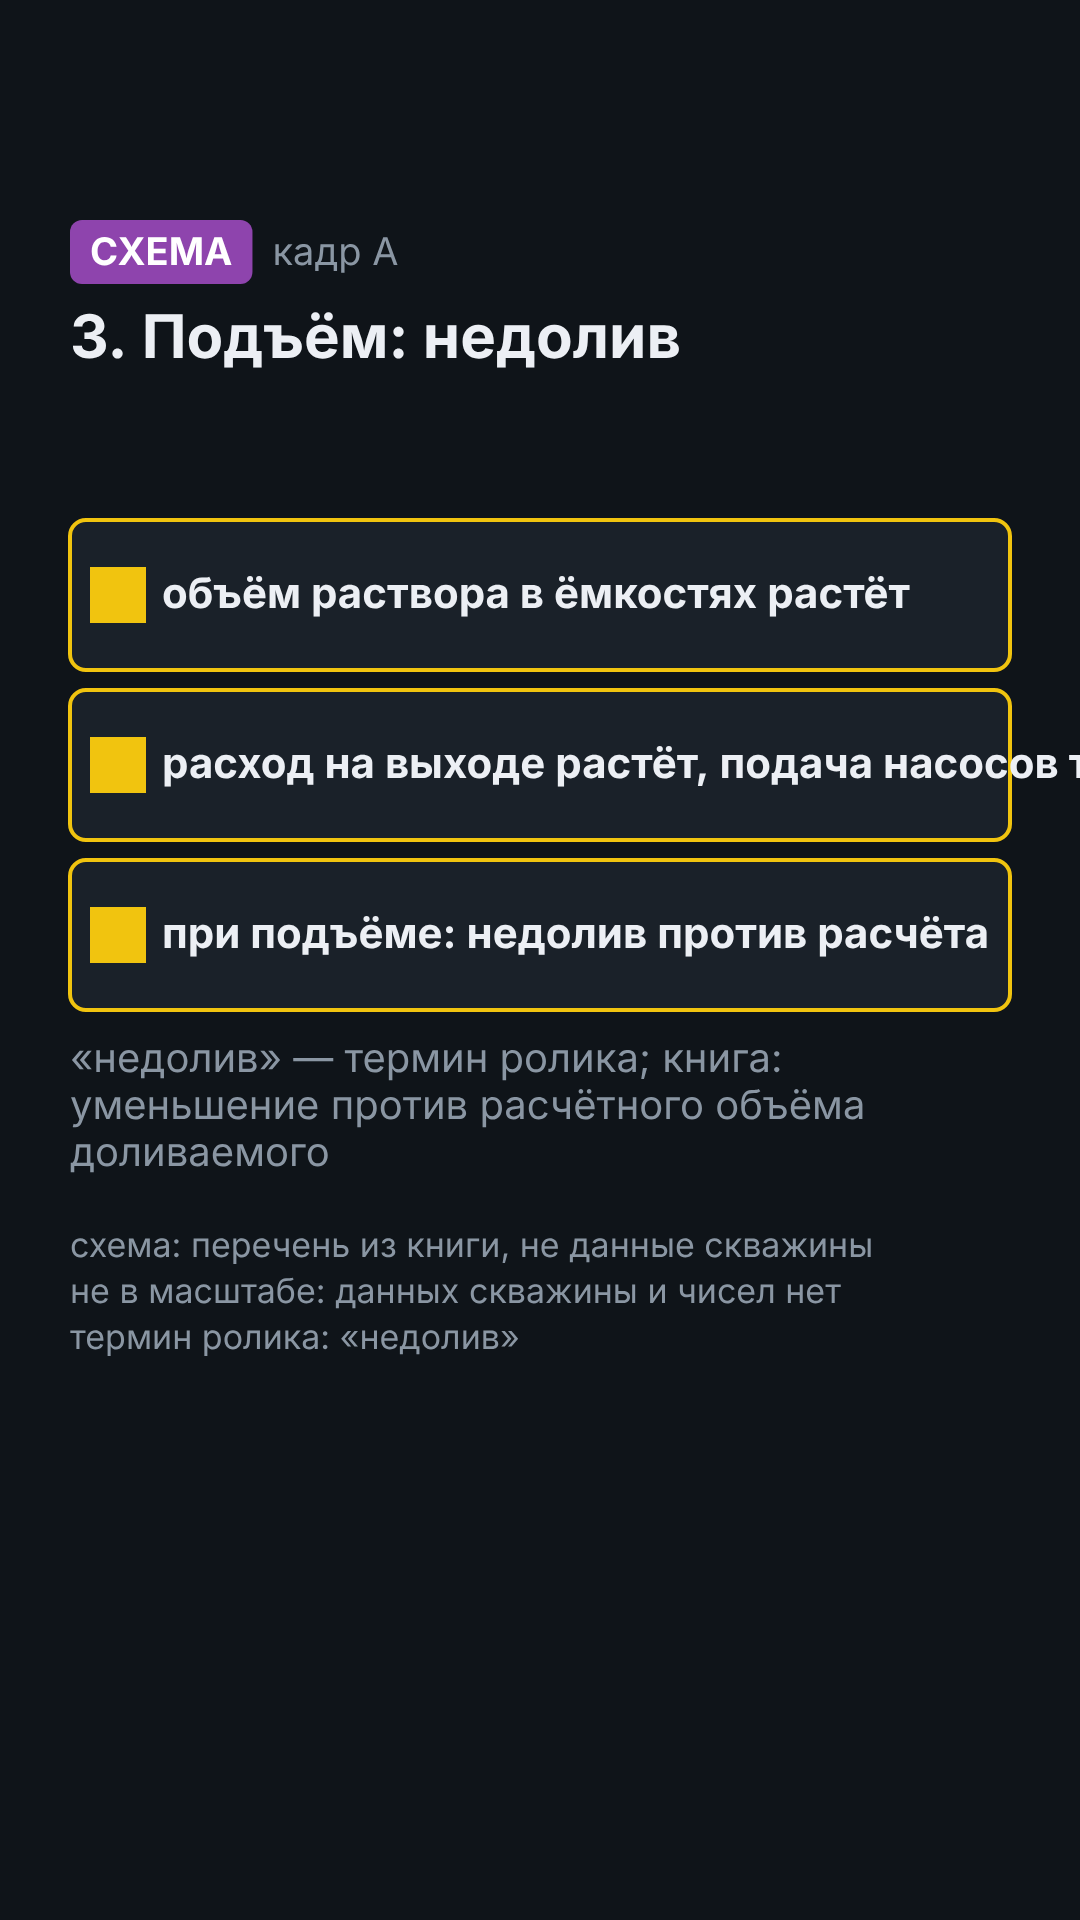 СХЕМА кадр А
3. Подъём: недолив
объём раствора в ёмкостях растёт
расход на выходе растёт, подача насосов
при подъёме: недолив против расчёта
«недолив» — термин ролика; книга:
уменьшение против расчётного объёма
доливаемого
схема: перечень из книги, не данные скважины
не в масштабе: данных скважины и чисел нет
термин ролика: «недолив»